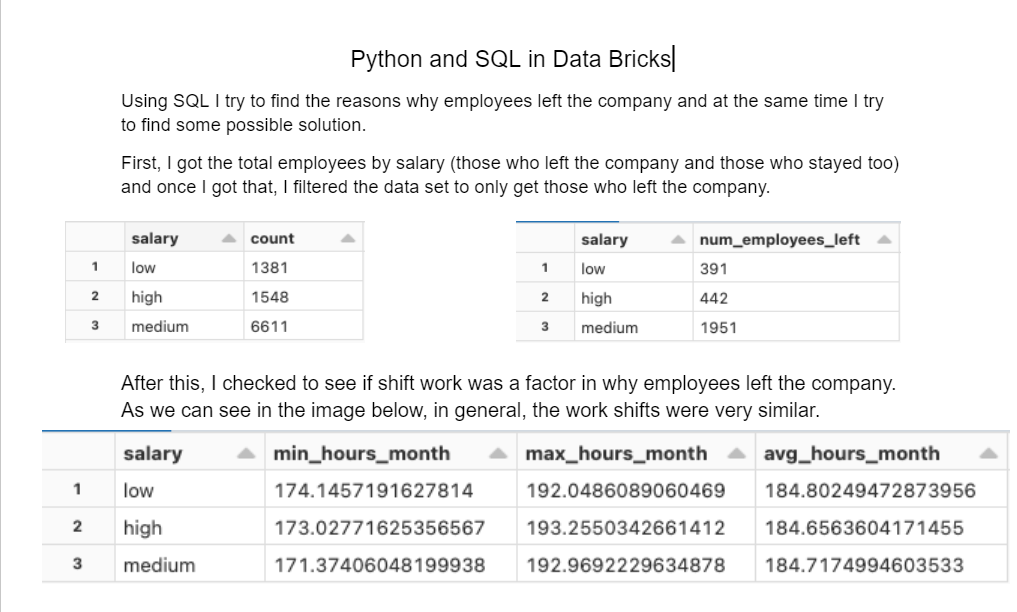 Python and SQL in Data Bricks
Using SQL I try to find the reasons why employees left the company and at the same time I try
to find some possible solution.
First, I got the total employees by salary (those who left the company and those who stayed too)
and once I got that, I filtered the data set to only get those who left the company.
salary count
1 low 1381
2 high 1548
3 medium 6611
salary num_employees_left
1 low 391
2 high 442
3 medium 1951
After this, I checked to see if shift work was a factor in why employees left the company.
As we can see in the image below, in general, the work shifts were very similar.
salary min_hours_month max_hours_month avg_hours_month
1 low 174.1457191627814 192.0486089060469 184.80249472873956
2 high 173.02771625356567 193.2550342661412 184.6563604171455
3 medium 171.37406048199938 192.9692229634878 184.7174994603533